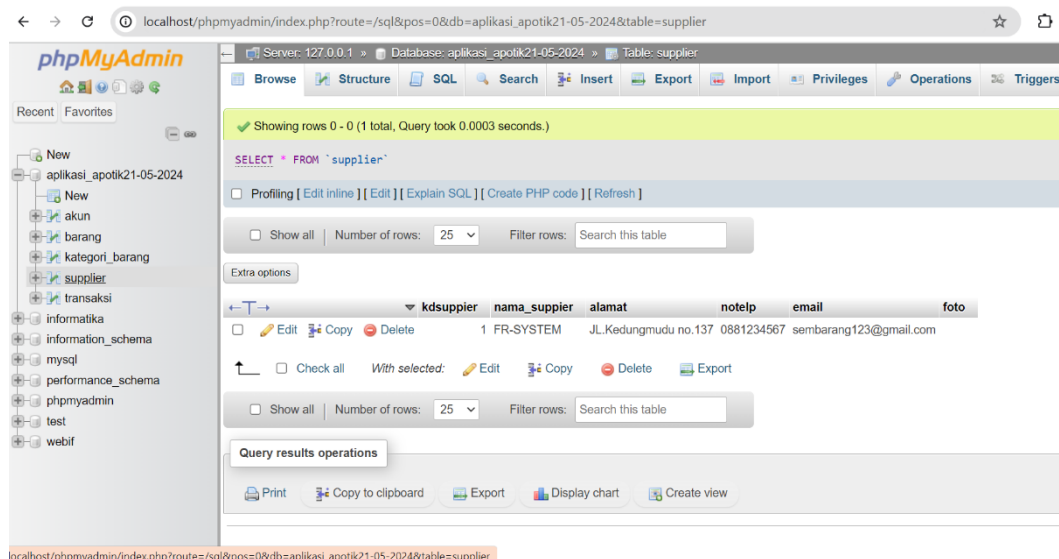 localhost/phpmyadmin/index.php?route=/sql&pos=0&db=aplikasi_apotik21-05-2024&table=supplier
phpMyAdmin
Recent Favorites
New
aplikasi_apotik21-05-2024
New
akun
barang
kategori_barang
supplier
transaksi
informatika
information_schema
mysql
performance_schema
phpmyadmin
test
webif
Server: 127.0.0.1 » Database: aplikasi_apotik21-05-2024 » Table: supplier
Browse Structure SQL Search Insert Export Import Privileges Operations Triggers
Showing rows 0 - 0 (1 total, Query took 0.0003 seconds.)
SELECT * FROM `supplier`
Profiling [ Edit inline ] [ Edit ] [ Explain SQL ] [ Create PHP code ] [ Refresh ]
Show all | Number of rows: 25 Filter rows: Search this table
Extra options
kdsuppier nama_suppier alamat notelp email foto
Edit Copy Delete 1 FR-SYSTEM JL.Kedungmudu no.137 0881234567 sembarang123@gmail.com
Check all With selected: Edit Copy Delete Export
Show all | Number of rows: 25 Filter rows: Search this table
Query results operations
Print Copy to clipboard Export Display chart Create view
localhost/phpmyadmin/index.php?route=/sql&pos=0&db=aplikasi_apotik21-05-2024&table=supplier